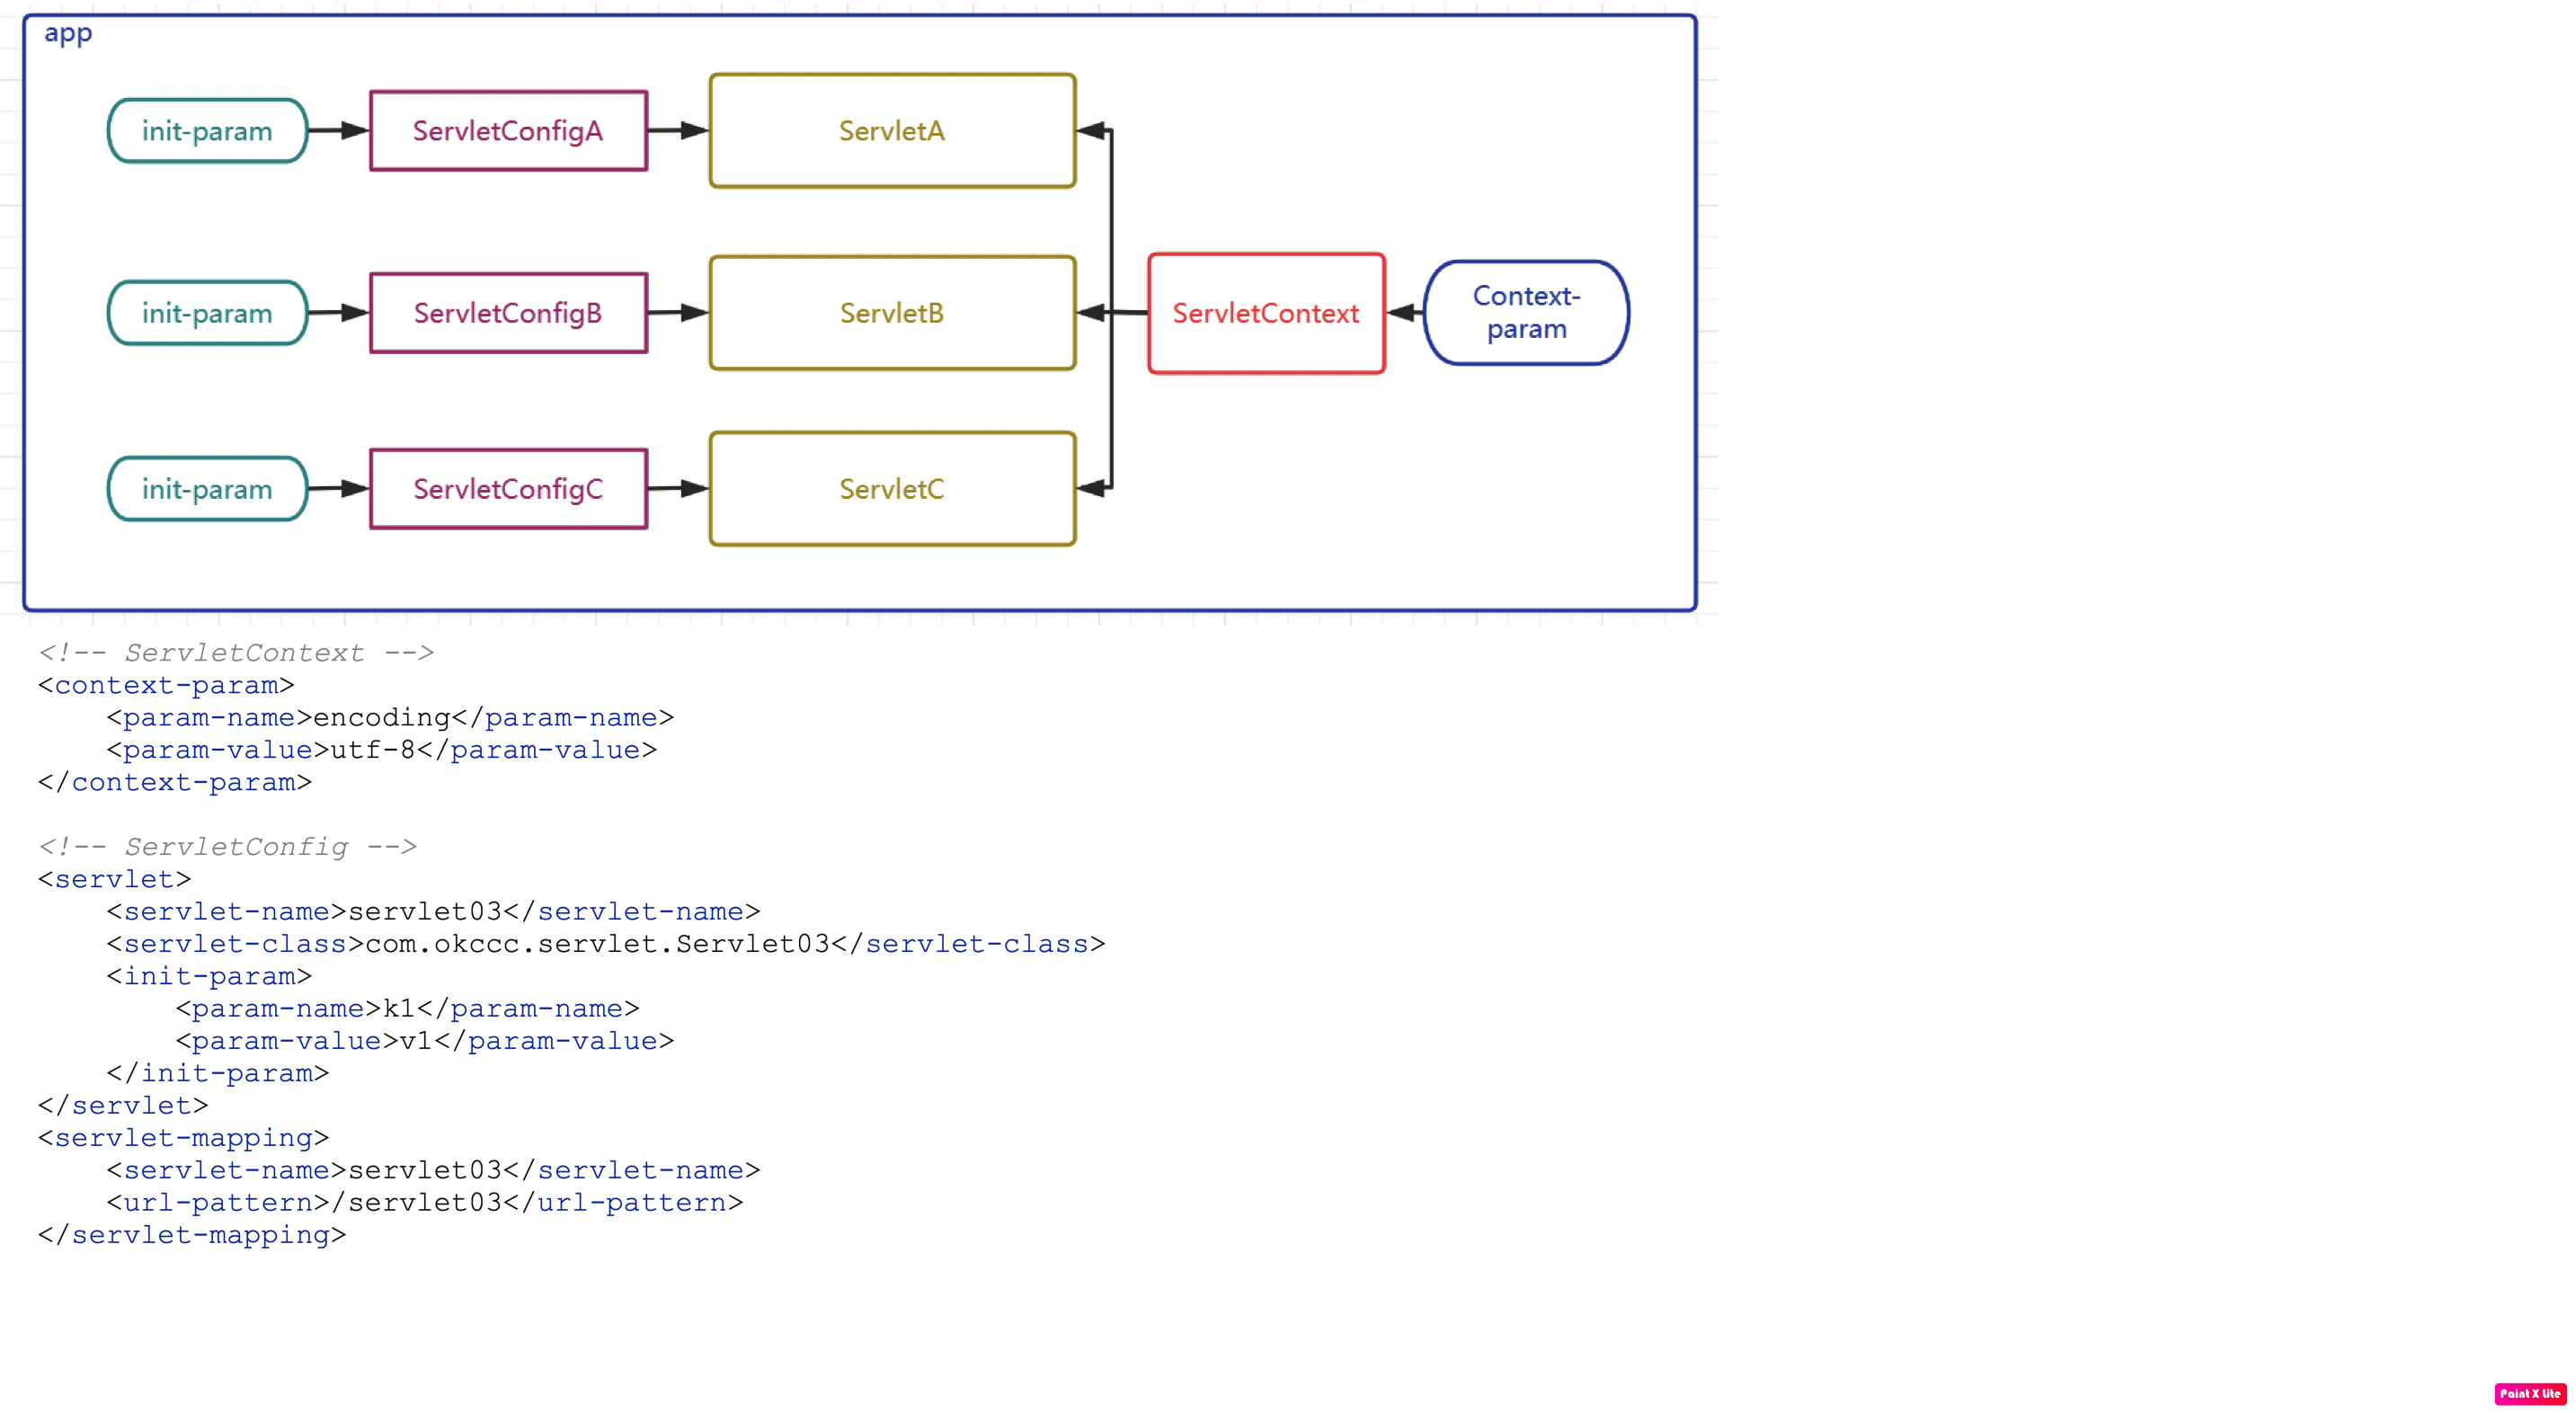 app
init-param
ServletConfigA
ServletA
init-param
ServletConfigB
ServletB
ServletContext
Context-
param
init-param
ServletConfigC
ServletC
<!-- ServletContext -->
<context-param>
    <param-name>encoding</param-name>
    <param-value>utf-8</param-value>
</context-param>
<!-- ServletConfig -->
<servlet>
    <servlet-name>servlet03</servlet-name>
    <servlet-class>com.okccc.servlet.Servlet03</servlet-class>
    <init-param>
        <param-name>k1</param-name>
        <param-value>v1</param-value>
    </init-param>
</servlet>
<servlet-mapping>
    <servlet-name>servlet03</servlet-name>
    <url-pattern>/servlet03</url-pattern>
</servlet-mapping>
Paint X Lite